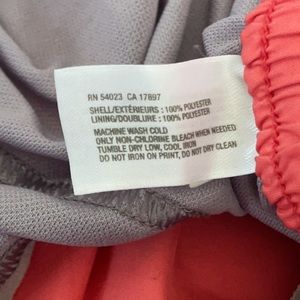 RN 54023 CA 17897
SHELL/EXTÉRIEURS : 100% POLYESTER
LINING/DOUBLURE : 100% POLYESTER
MACHINE WASH COLD
ONLY NON-CHLORINE BLEACH WHEN NEEDED
TUMBLE DRY LOW, COOL IRON
DO NOT IRON ON PRINT, DO NOT DRY CLEAN